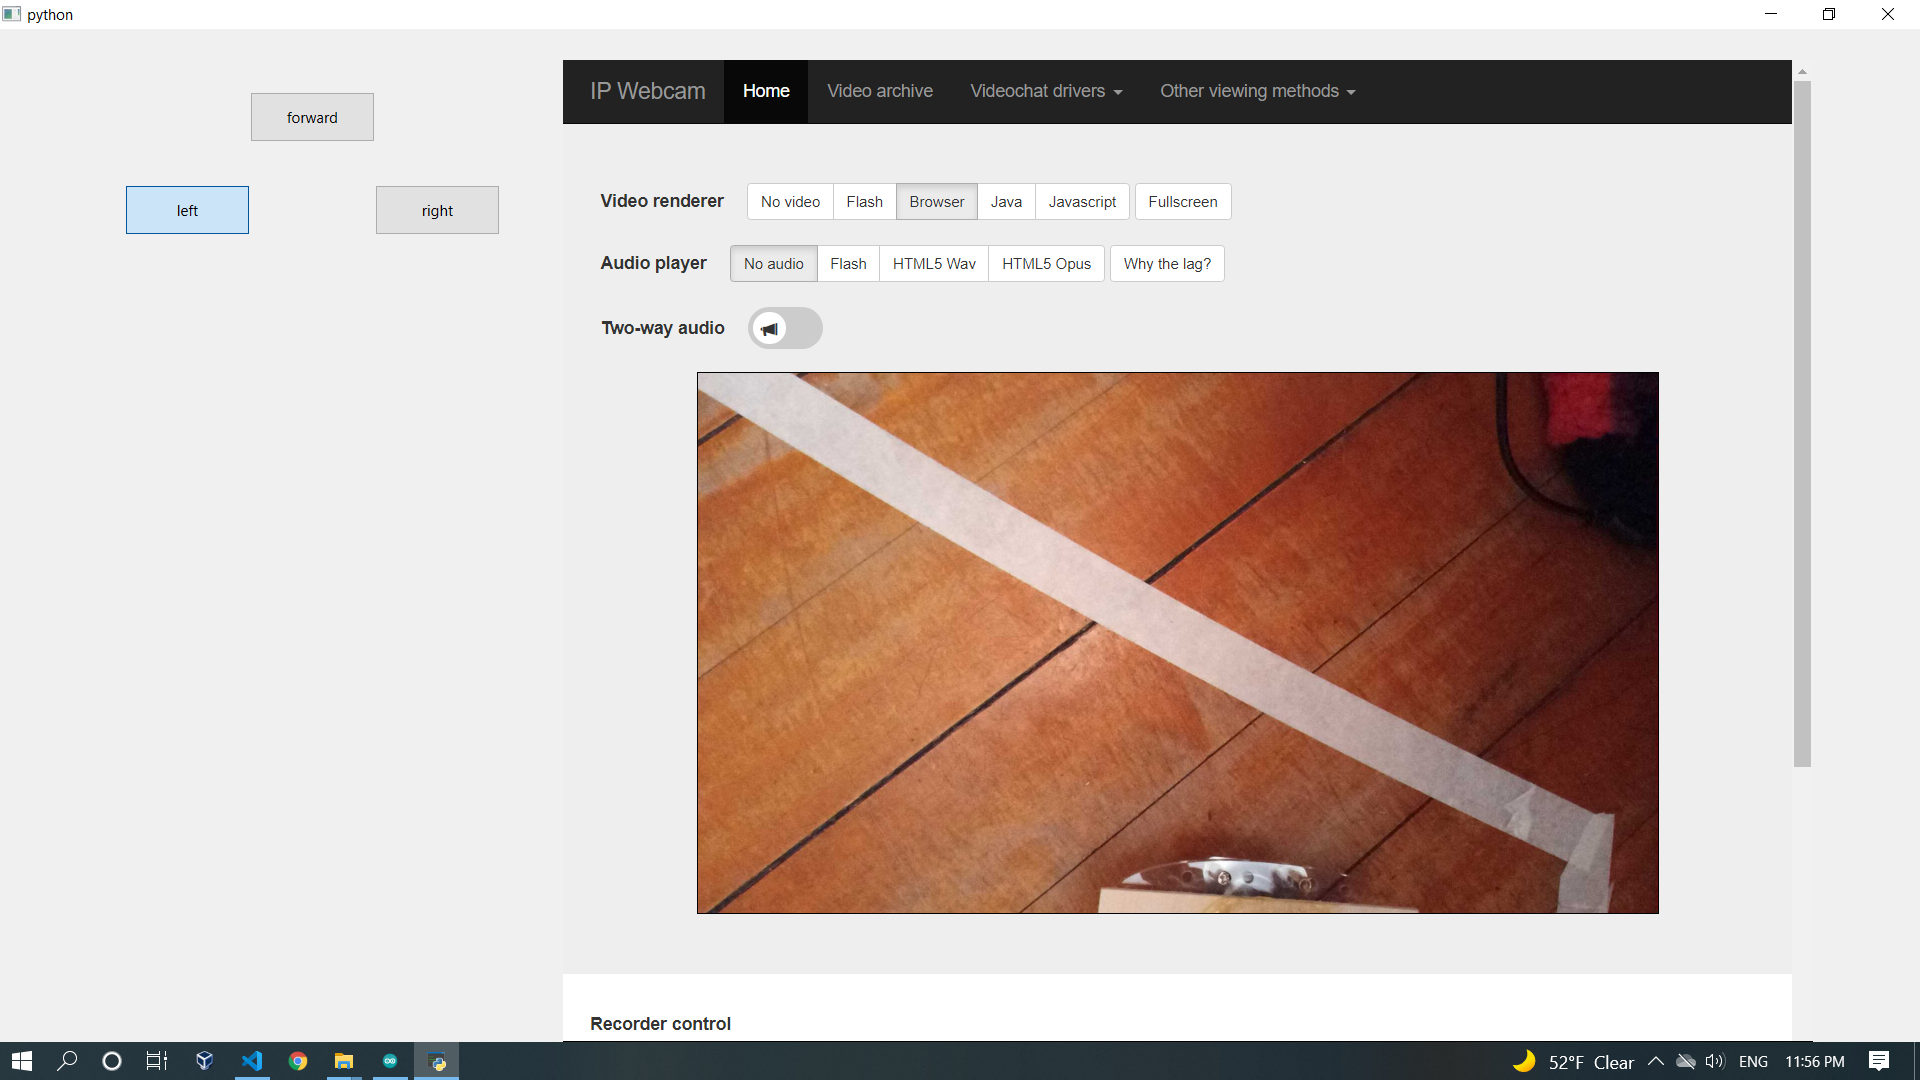 python
forward
left
right
IP Webcam Home Video archive Videochat drivers Other viewing methods
Video renderer No video Flash Browser Java Javascript Fullscreen
Audio player No audio Flash HTML5 Wav HTML5 Opus Why the lag?
Two-way audio
Recorder control
52°F Clear ENG 11:56 PM